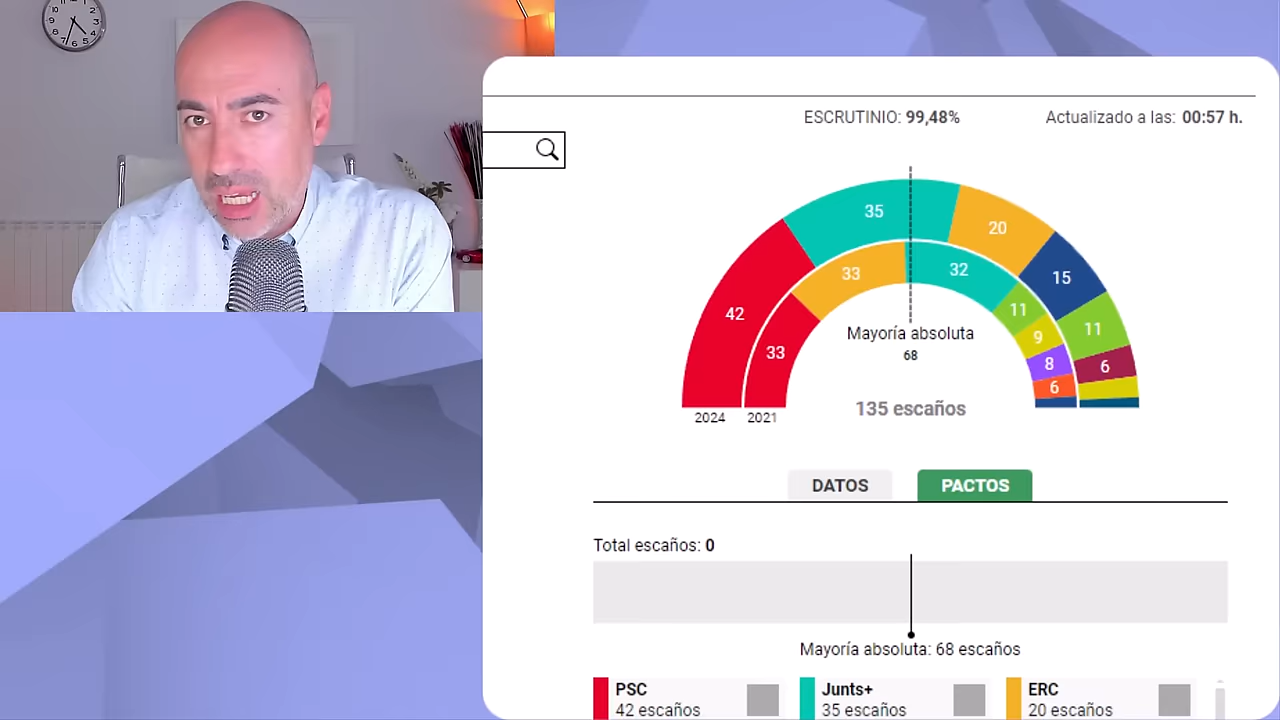 ESCRUTINIO: 99,48%
Actualizado a las: 00:57 h.
35
20
15
42
33
32
11
11
33
9
8
6
6
Mayoría absoluta
68
135 escaños
2024
2021
DATOS
PACTOS
Total escaños: 0
Mayoría absoluta: 68 escaños
PSC
42 escaños
Junts+
35 escaños
ERC
20 escaños